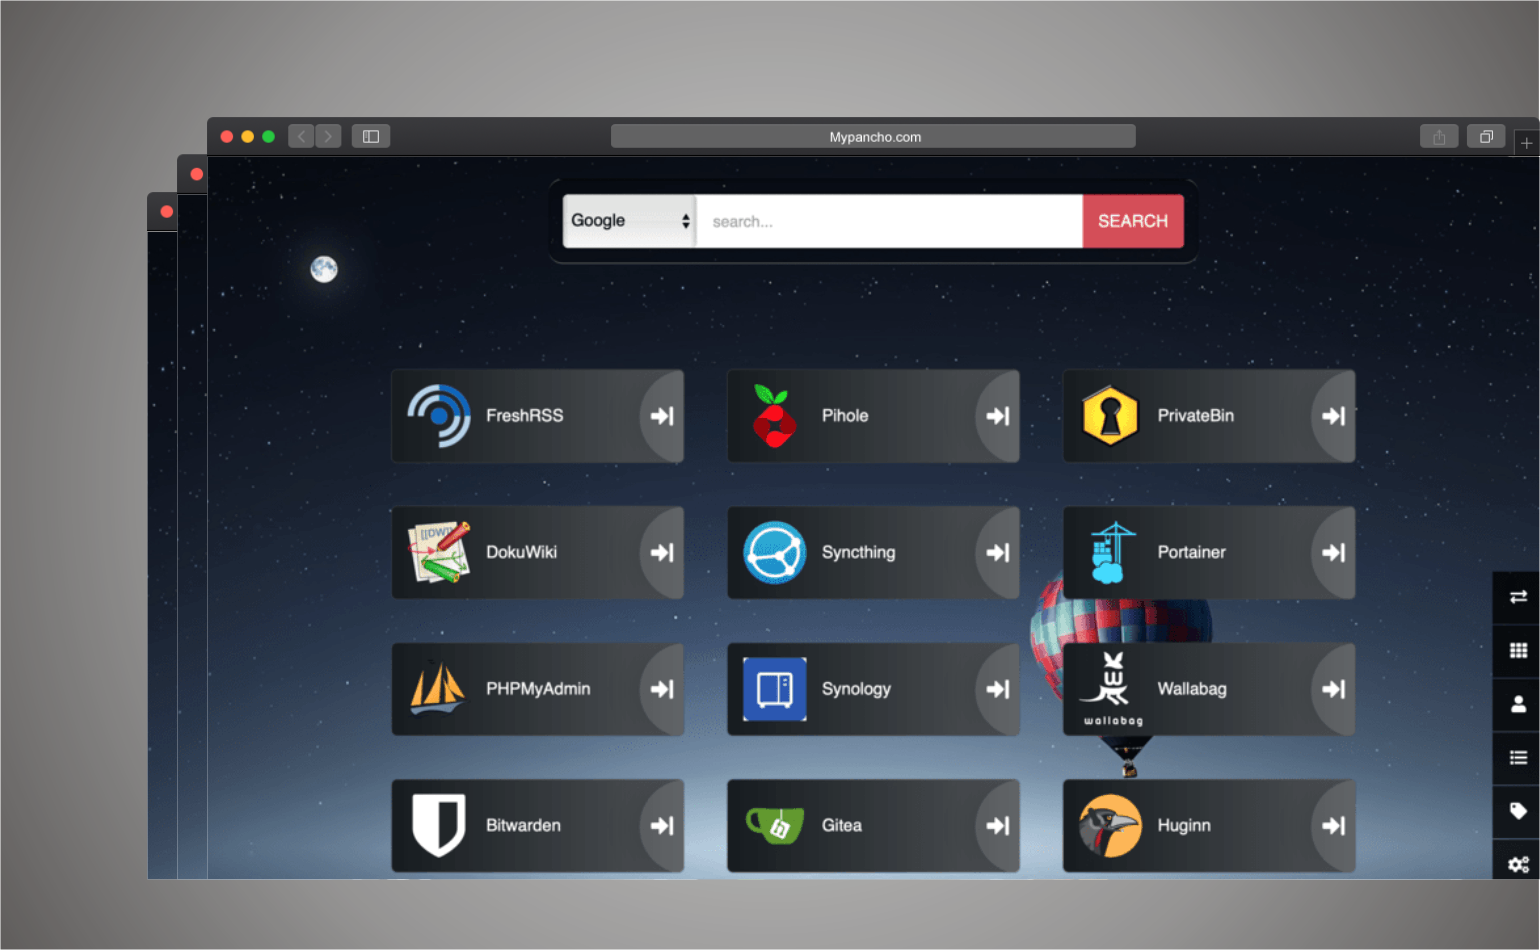 Mypancho.com
Google
search...
SEARCH
FreshRSS
Pihole
PrivateBin
DokuWiki
Syncthing
Portainer
PHPMyAdmin
Synology
Wallabag
wallabag
Bitwarden
Gitea
Huginn